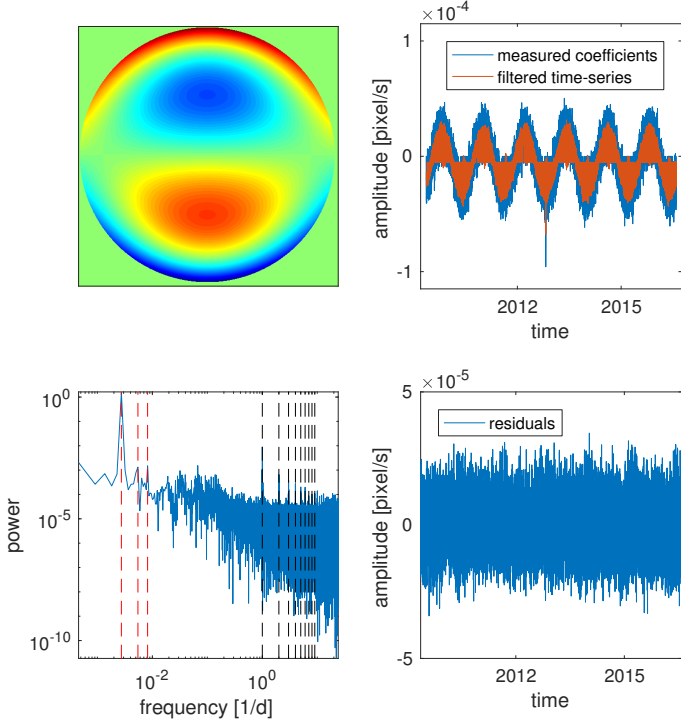 ×10⁻⁴
1
measured coefficients
filtered time-series
0
-1
2012 2015
amplitude [pixel/s]
time
10⁰
10⁻⁵
10⁻¹⁰
10⁻² 10⁰
power
frequency [1/d]
×10⁻⁵
5
residuals
0
-5
2012 2015
amplitude [pixel/s]
time